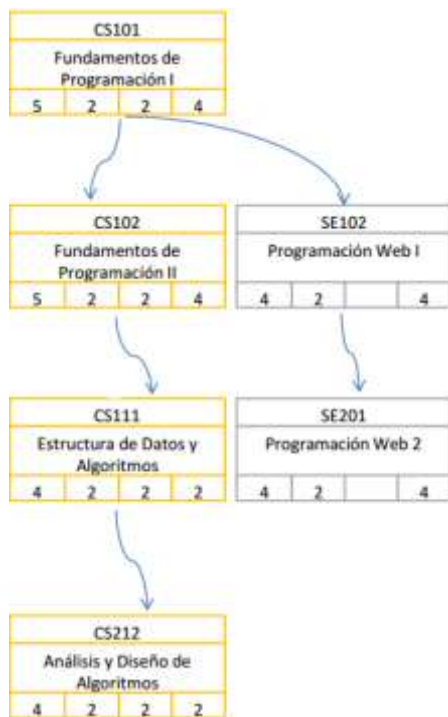 CS101
Fundamentos de
Programación I
5 2 2 4
CS102
Fundamentos de
Programación II
5 2 2 4
SE102
Programación Web I
4 2 4
CS111
Estructura de Datos y
Algoritmos
4 2 2 2
SE201
Programación Web 2
4 2 4
CS212
Análisis y Diseño de
Algoritmos
4 2 2 2